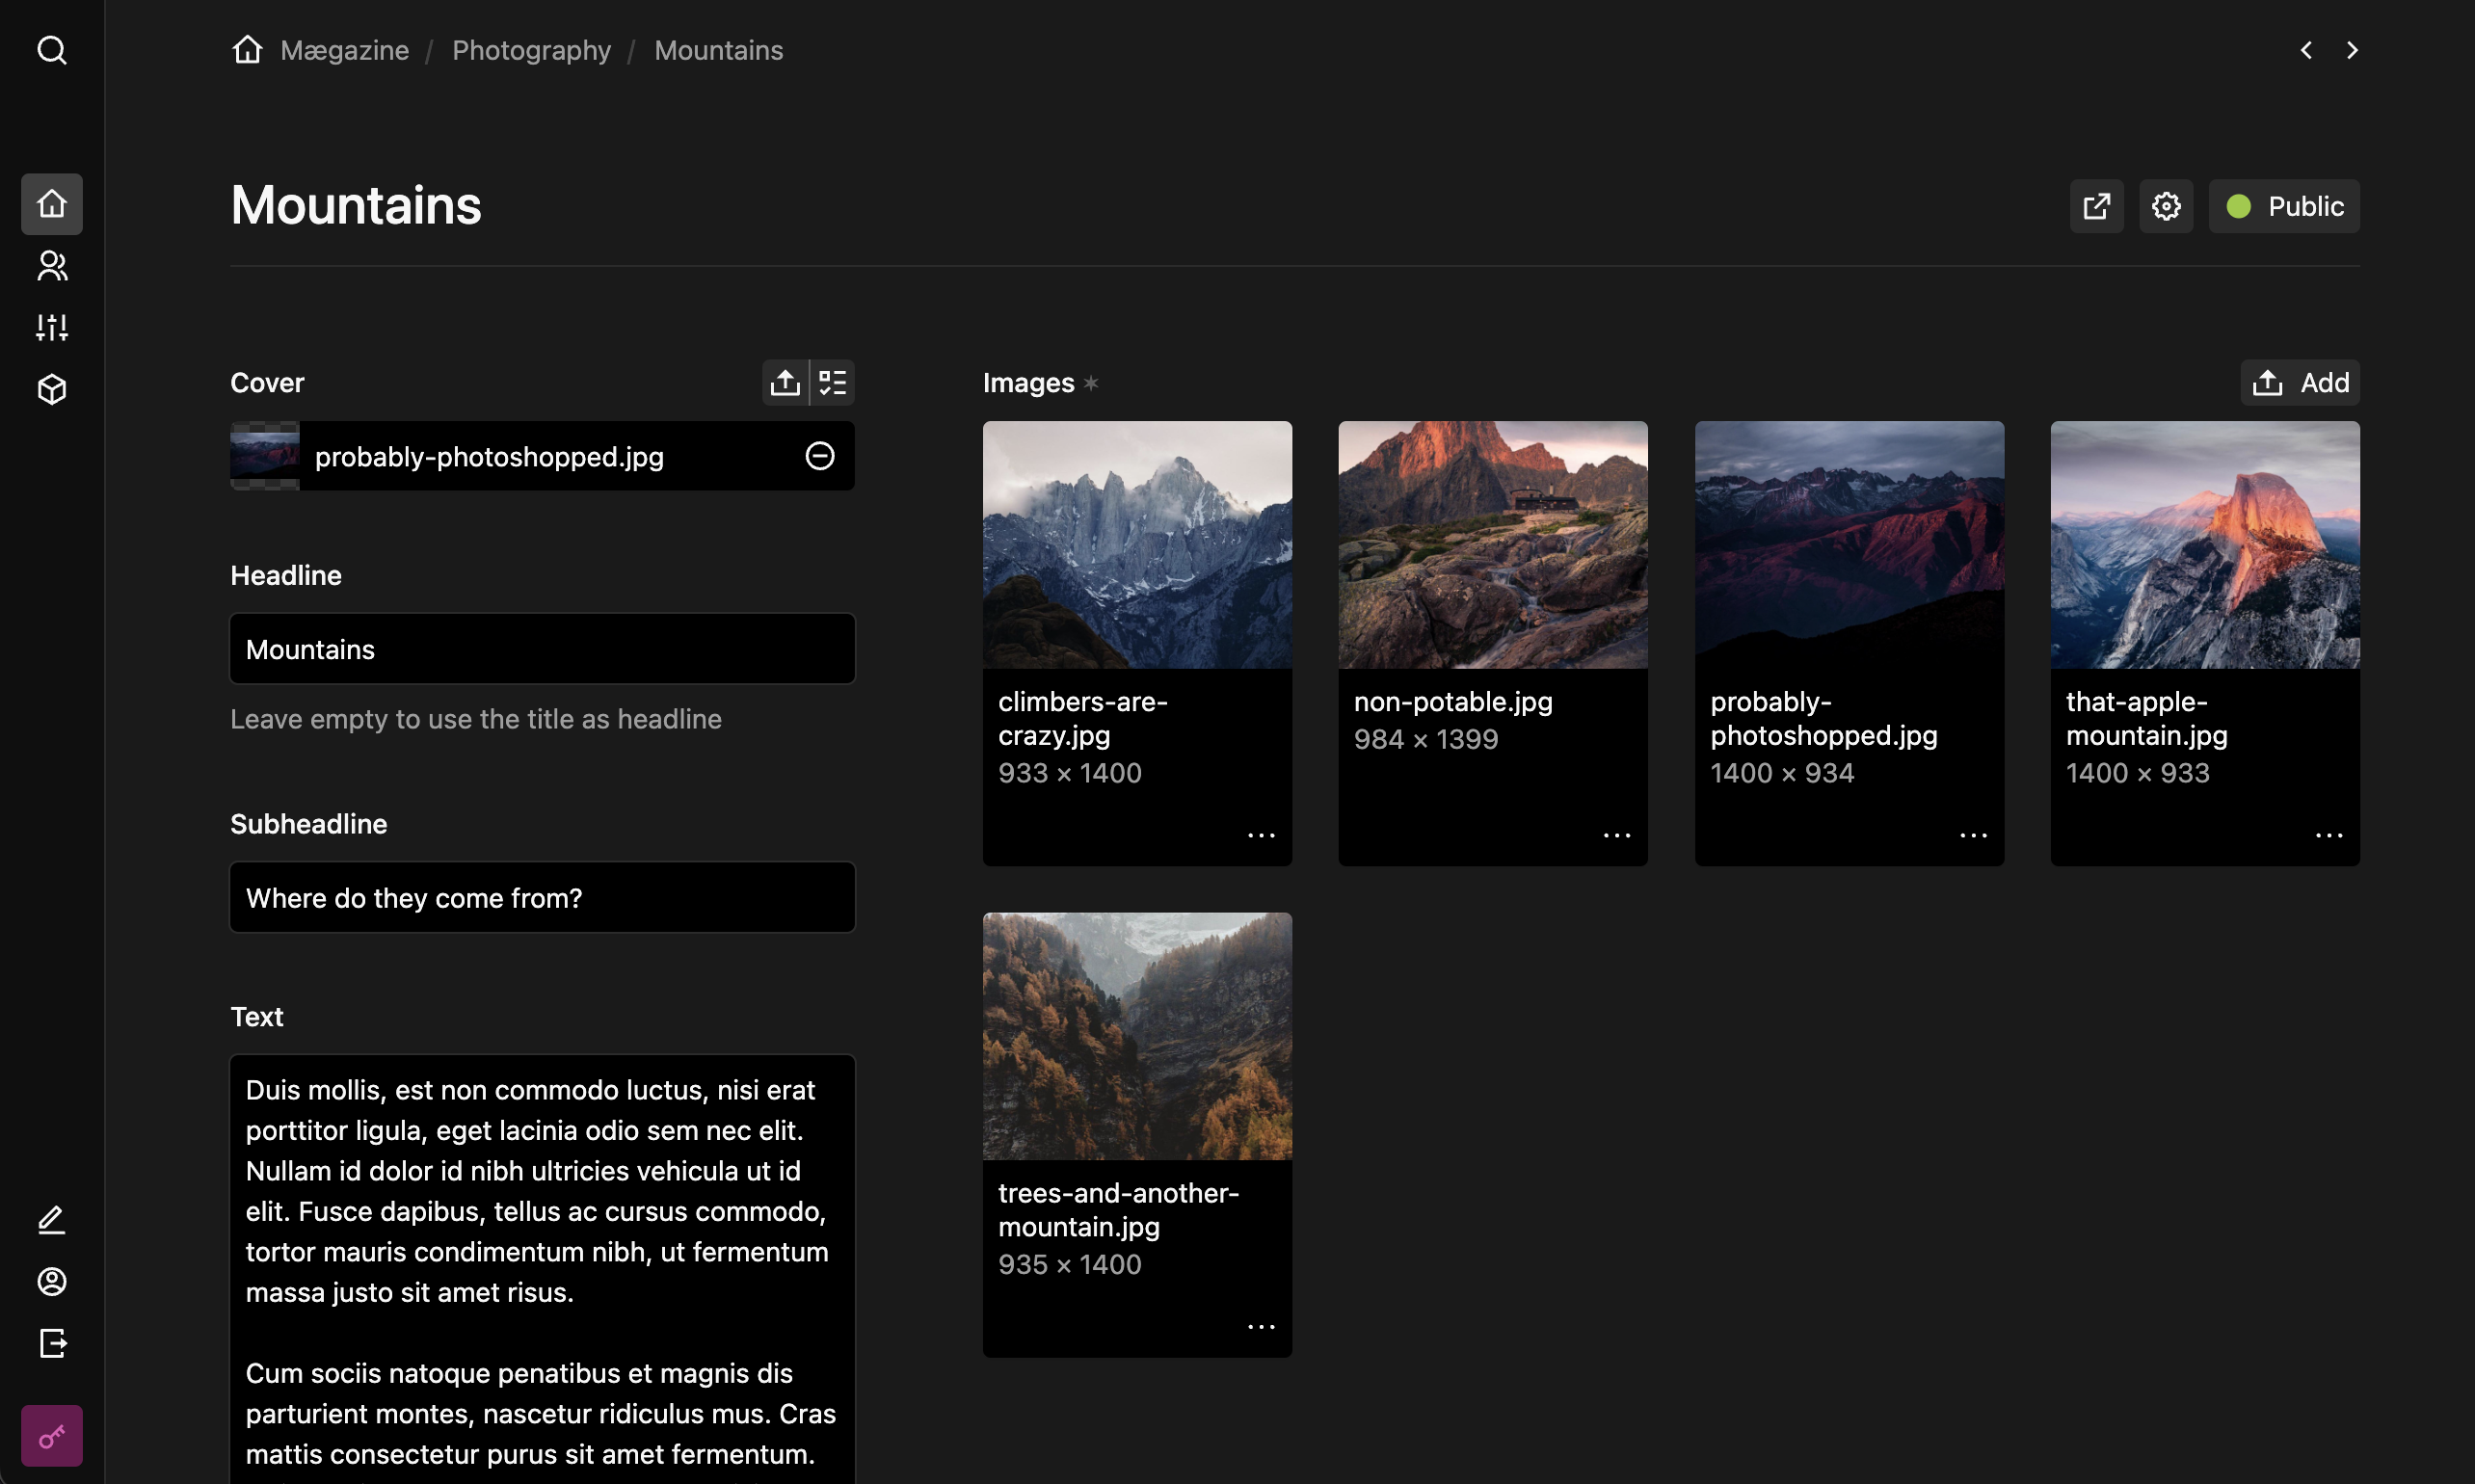 Mægazine / Photography / Mountains
Mountains
Public
Cover
probably-photoshopped.jpg
Headline
Mountains
Leave empty to use the title as headline
Subheadline
Where do they come from?
Text
Duis mollis, est non commodo luctus, nisi erat
porttitor ligula, eget lacinia odio sem nec elit.
Nullam id dolor id nibh ultricies vehicula ut id
elit. Fusce dapibus, tellus ac cursus commodo,
tortor mauris condimentum nibh, ut fermentum
massa justo sit amet risus.
Cum sociis natoque penatibus et magnis dis
parturient montes, nascetur ridiculus mus. Cras
mattis consectetur purus sit amet fermentum.
Images *
Add
climbers-are-
crazy.jpg
933 × 1400
non-potable.jpg
984 × 1399
probably-
photoshopped.jpg
1400 × 934
that-apple-
mountain.jpg
1400 × 933
trees-and-another-
mountain.jpg
935 × 1400